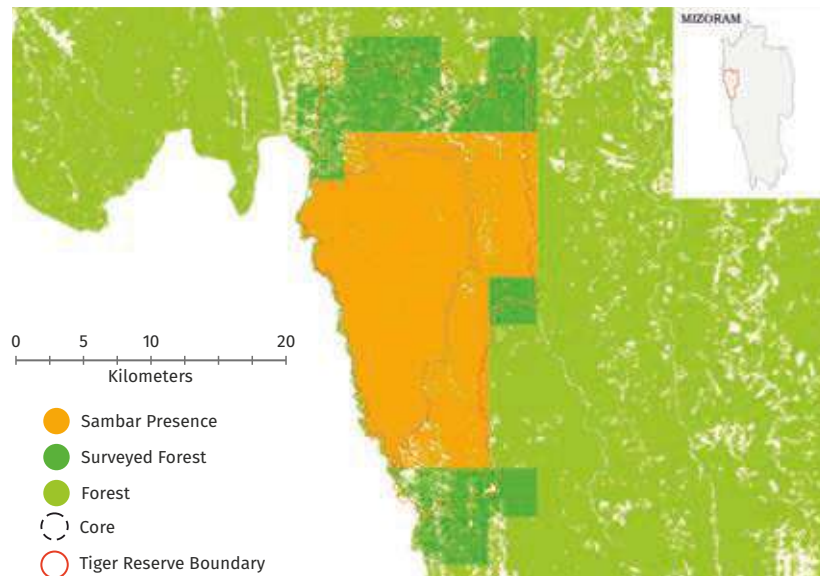 MIZORAM
0 5 10 20
Kilometers
Sambar Presence
Surveyed Forest
Forest
Core
Tiger Reserve Boundary